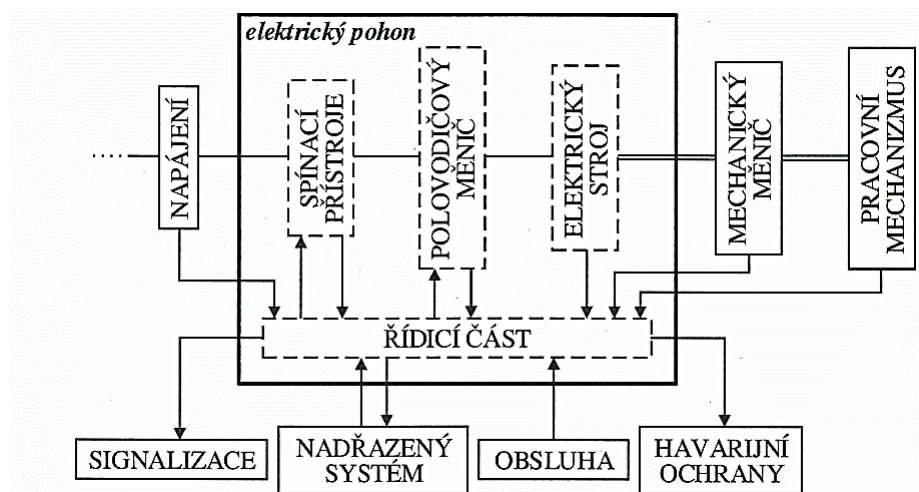 elektrický pohon
NAPÁJENÍ
SPÍNACÍ
PŘÍSTROJE
POLOVODIČOVÝ
MĚNIČ
ELEKTRICKÝ
STROJ
MECHANICKÝ
MĚNIČ
PRACOVNÍ
MECHANIZMUS
ŘÍDICÍ ČÁST
SIGNALIZACE
NADŘAZENÝ
SYSTÉM
OBSLUHA
HAVARIJNÍ
OCHRANY